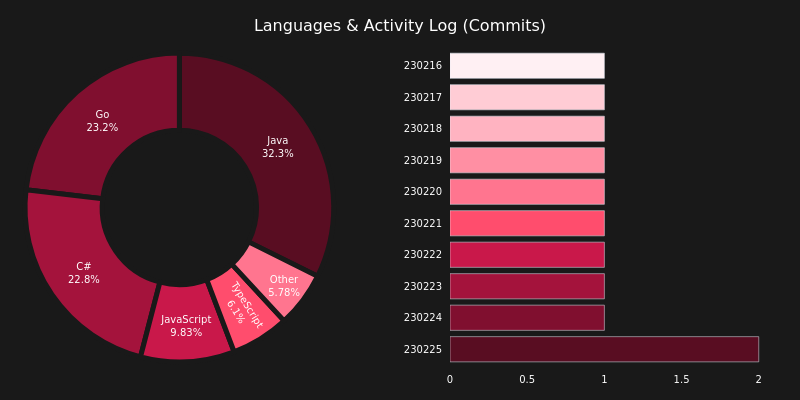 Languages & Activity Log (Commits)
Java
32.3%
Go
23.2%
C#
22.8%
JavaScript
9.83%
TypeScript
6.1%
Other
5.78%
230216
230217
230218
230219
230220
230221
230222
230223
230224
230225
0 0.5 1 1.5 2